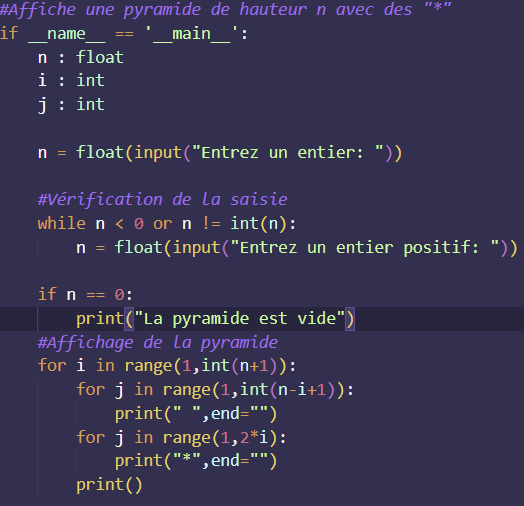 #Affiche une pyramide de hauteur n avec des "*"
if __name__ == '__main__':
    n : float
    i : int
    j : int

    n = float(input("Entrez un entier: "))

    #Vérification de la saisie
    while n < 0 or n != int(n):
        n = float(input("Entrez un entier positif: "))

    if n == 0:
        print("La pyramide est vide")
    #Affichage de la pyramide
    for i in range(1,int(n+1)):
        for j in range(1,int(n-i+1)):
            print(" ",end="")
        for j in range(1,2*i):
            print("*",end="")
        print()